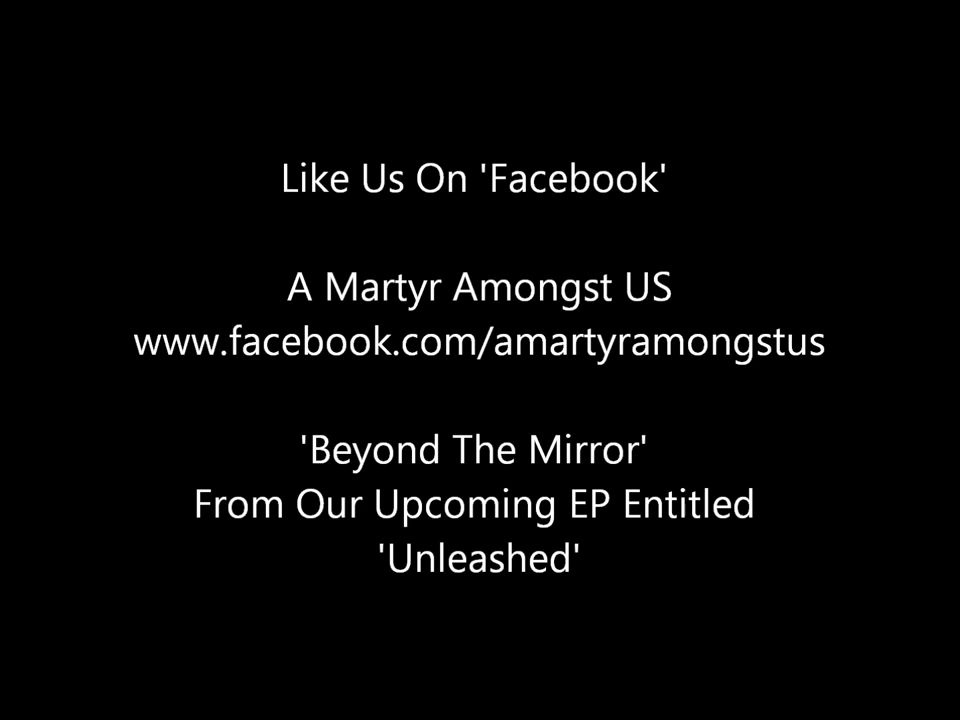 Like Us On 'Facebook'
A Martyr Amongst US
www.facebook.com/amartyramongstus
'Beyond The Mirror'
From Our Upcoming EP Entitled
'Unleashed'